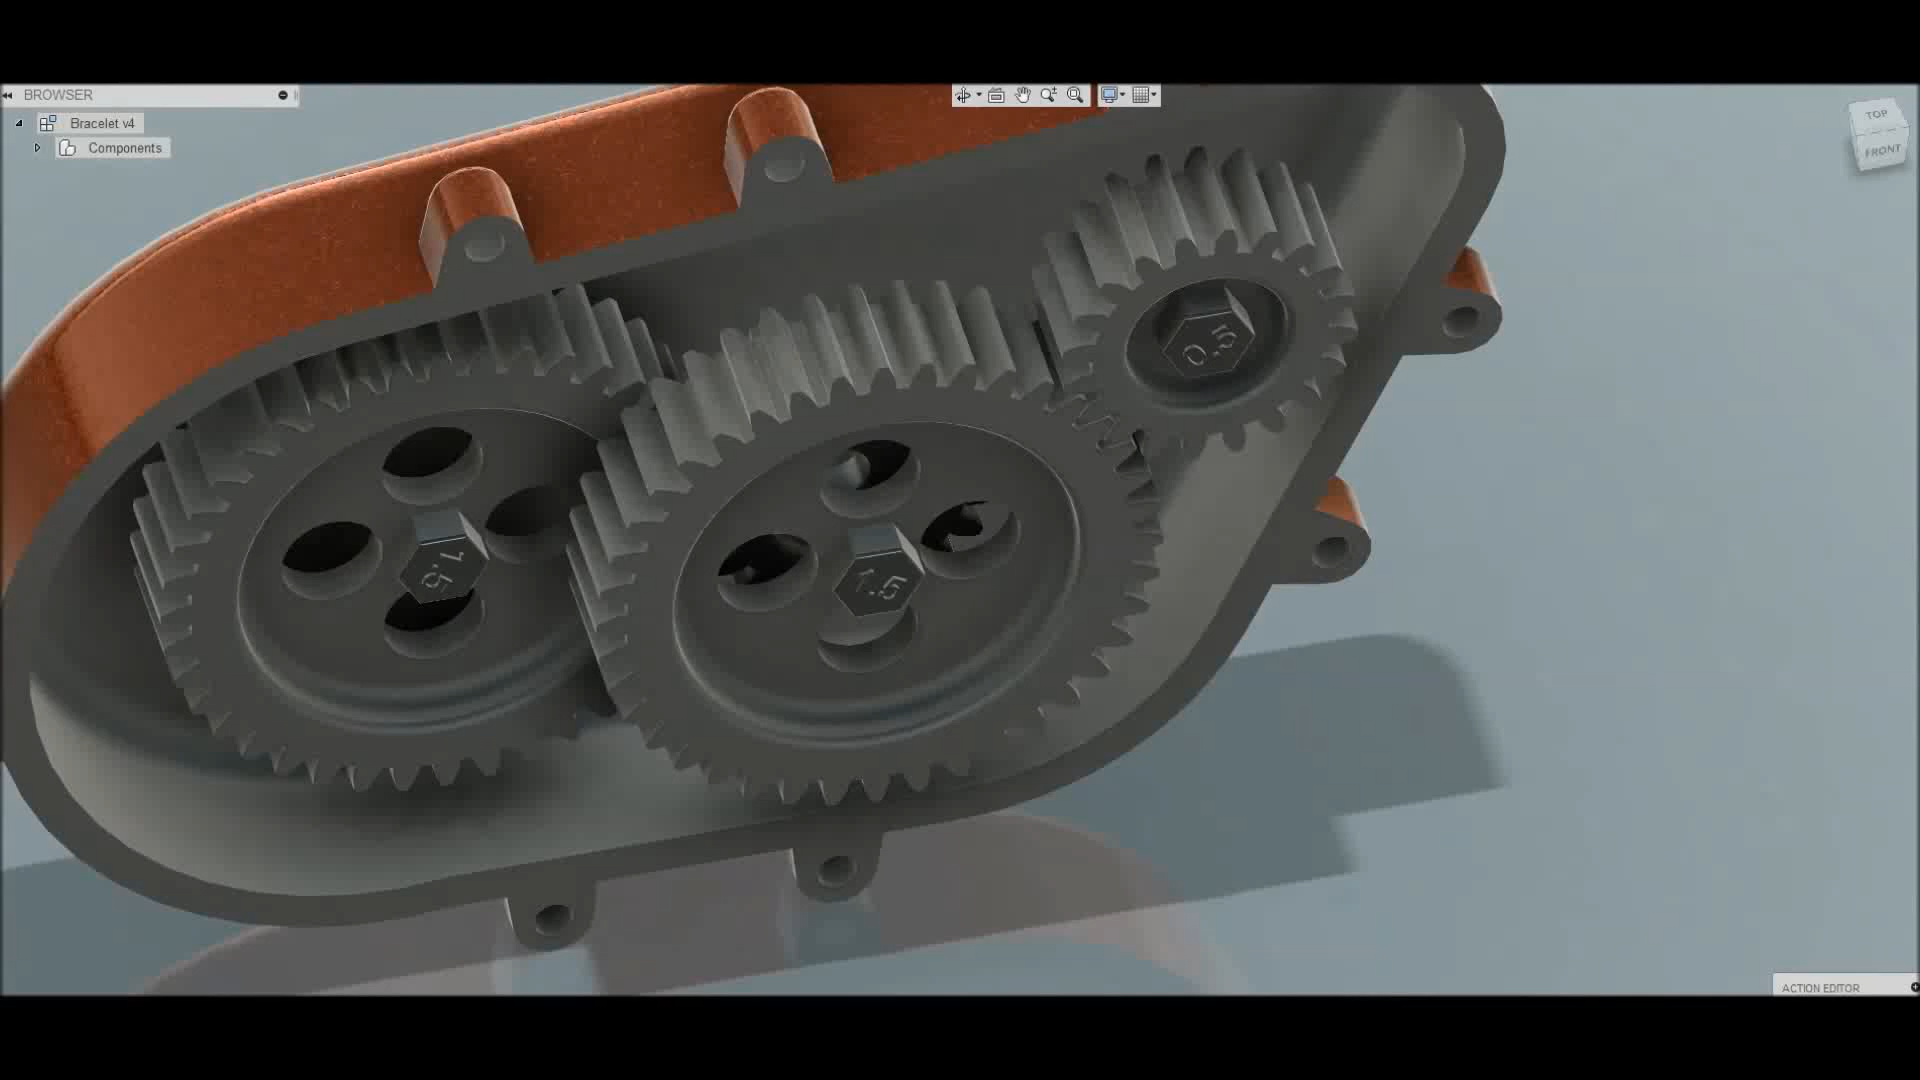 BROWSER
Bracelet v4
Components
TOP
FRONT
0.5
1.5
1.5
ACTION EDITOR